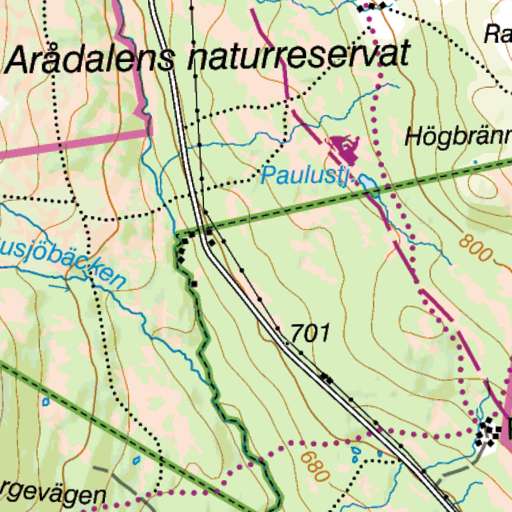 Ra
Arådalens naturreservat
Högbränn
Paulustj
usjöbäcken
800
701
680
rgevägen